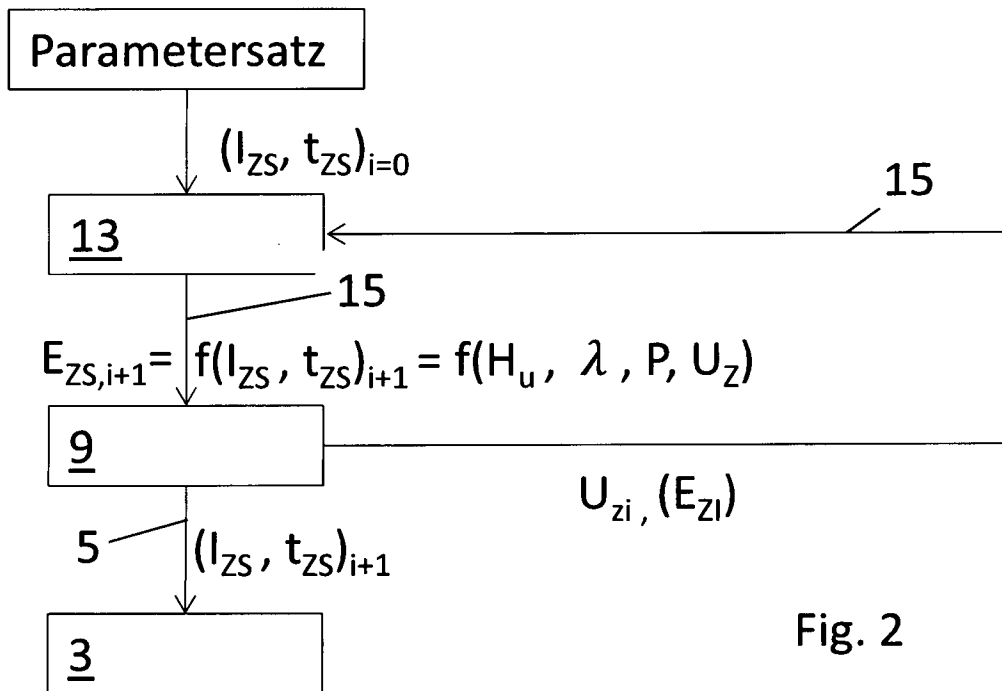 Parametersatz
(I_ZS, t_ZS)_i=0
15
13
15
E_ZS,i+1 = f(I_ZS , t_ZS)_i+1 = f(H_u , λ , P, U_Z)
9
U_zi , (E_ZI)
5
(I_ZS , t_ZS)_i+1
3
Fig. 2